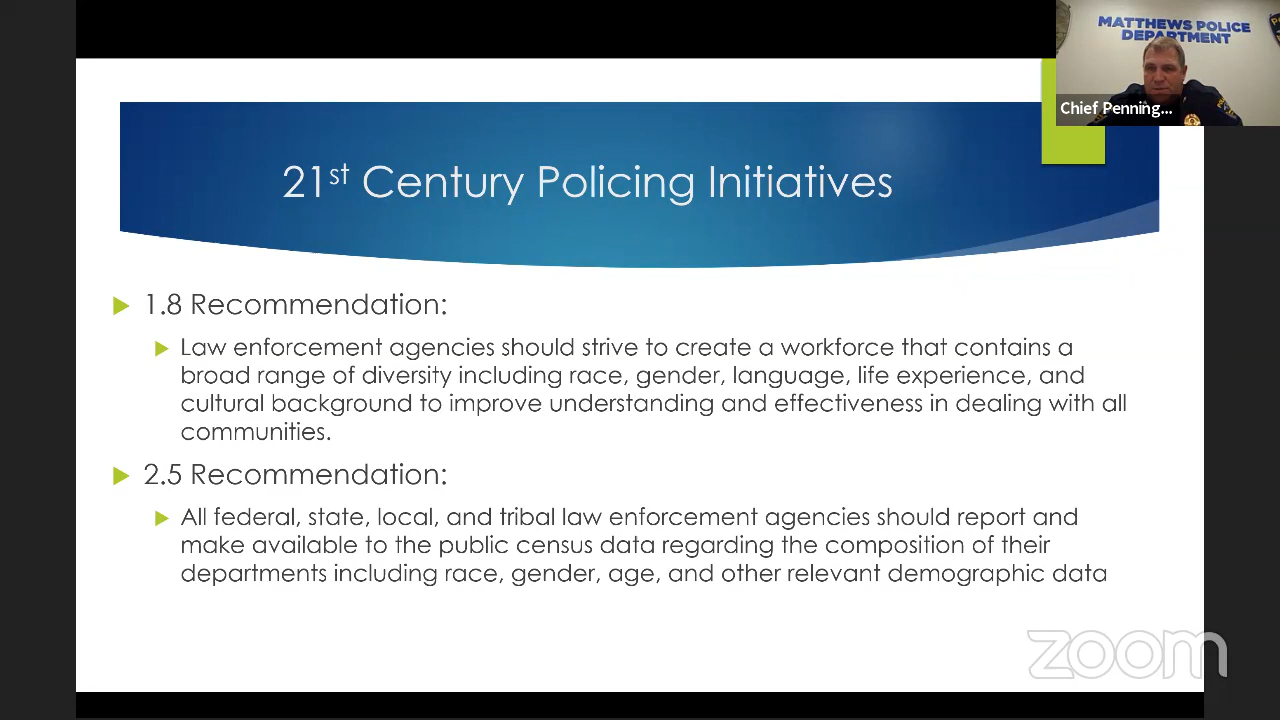 MATTHEWS POLICE
DEPARTMENT
Chief Penning...
21st Century Policing Initiatives
1.8 Recommendation:
Law enforcement agencies should strive to create a workforce that contains a
broad range of diversity including race, gender, language, life experience, and
cultural background to improve understanding and effectiveness in dealing with all
communities.
2.5 Recommendation:
All federal, state, local, and tribal law enforcement agencies should report and
make available to the public census data regarding the composition of their
departments including race, gender, age, and other relevant demographic data
zoom